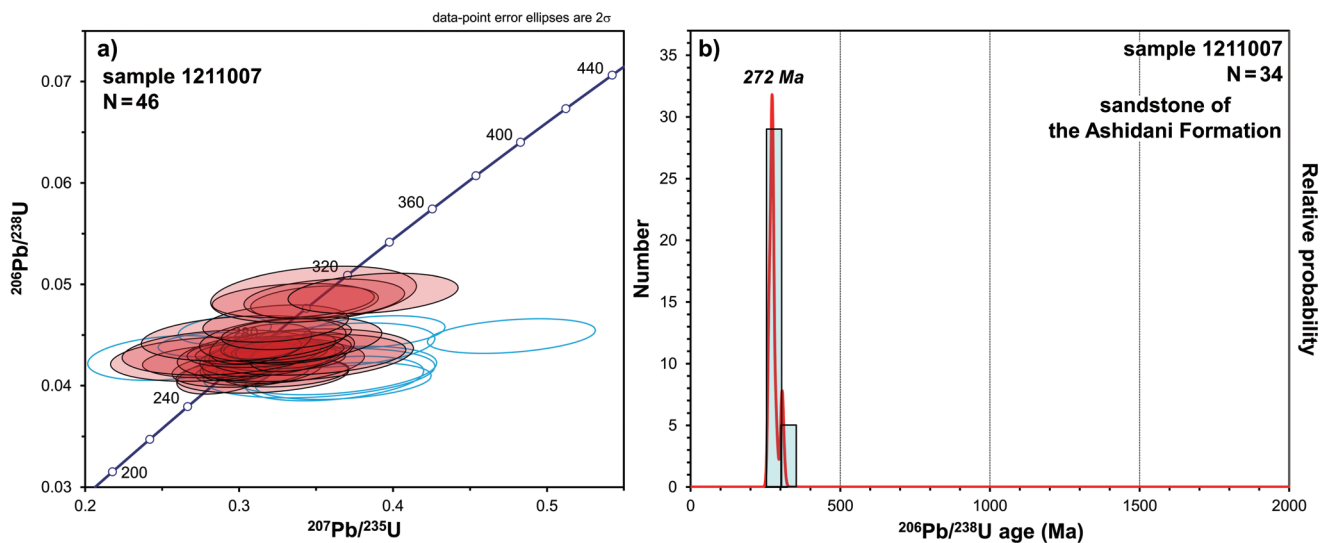 data-point error ellipses are 2σ
a)
sample 1211007
N = 46
0.07
0.06
0.05
0.04
0.03
²⁰⁶Pb/²³⁸U
440
400
360
320
280
240
200
0.2
0.3
0.4
0.5
²⁰⁷Pb/²³⁵U
b)
272 Ma
sample 1211007
N = 34
sandstone of
the Ashidani Formation
35
30
25
20
15
10
5
0
Number
Relative probability
0
500
1000
1500
2000
²⁰⁶Pb/²³⁸U age (Ma)